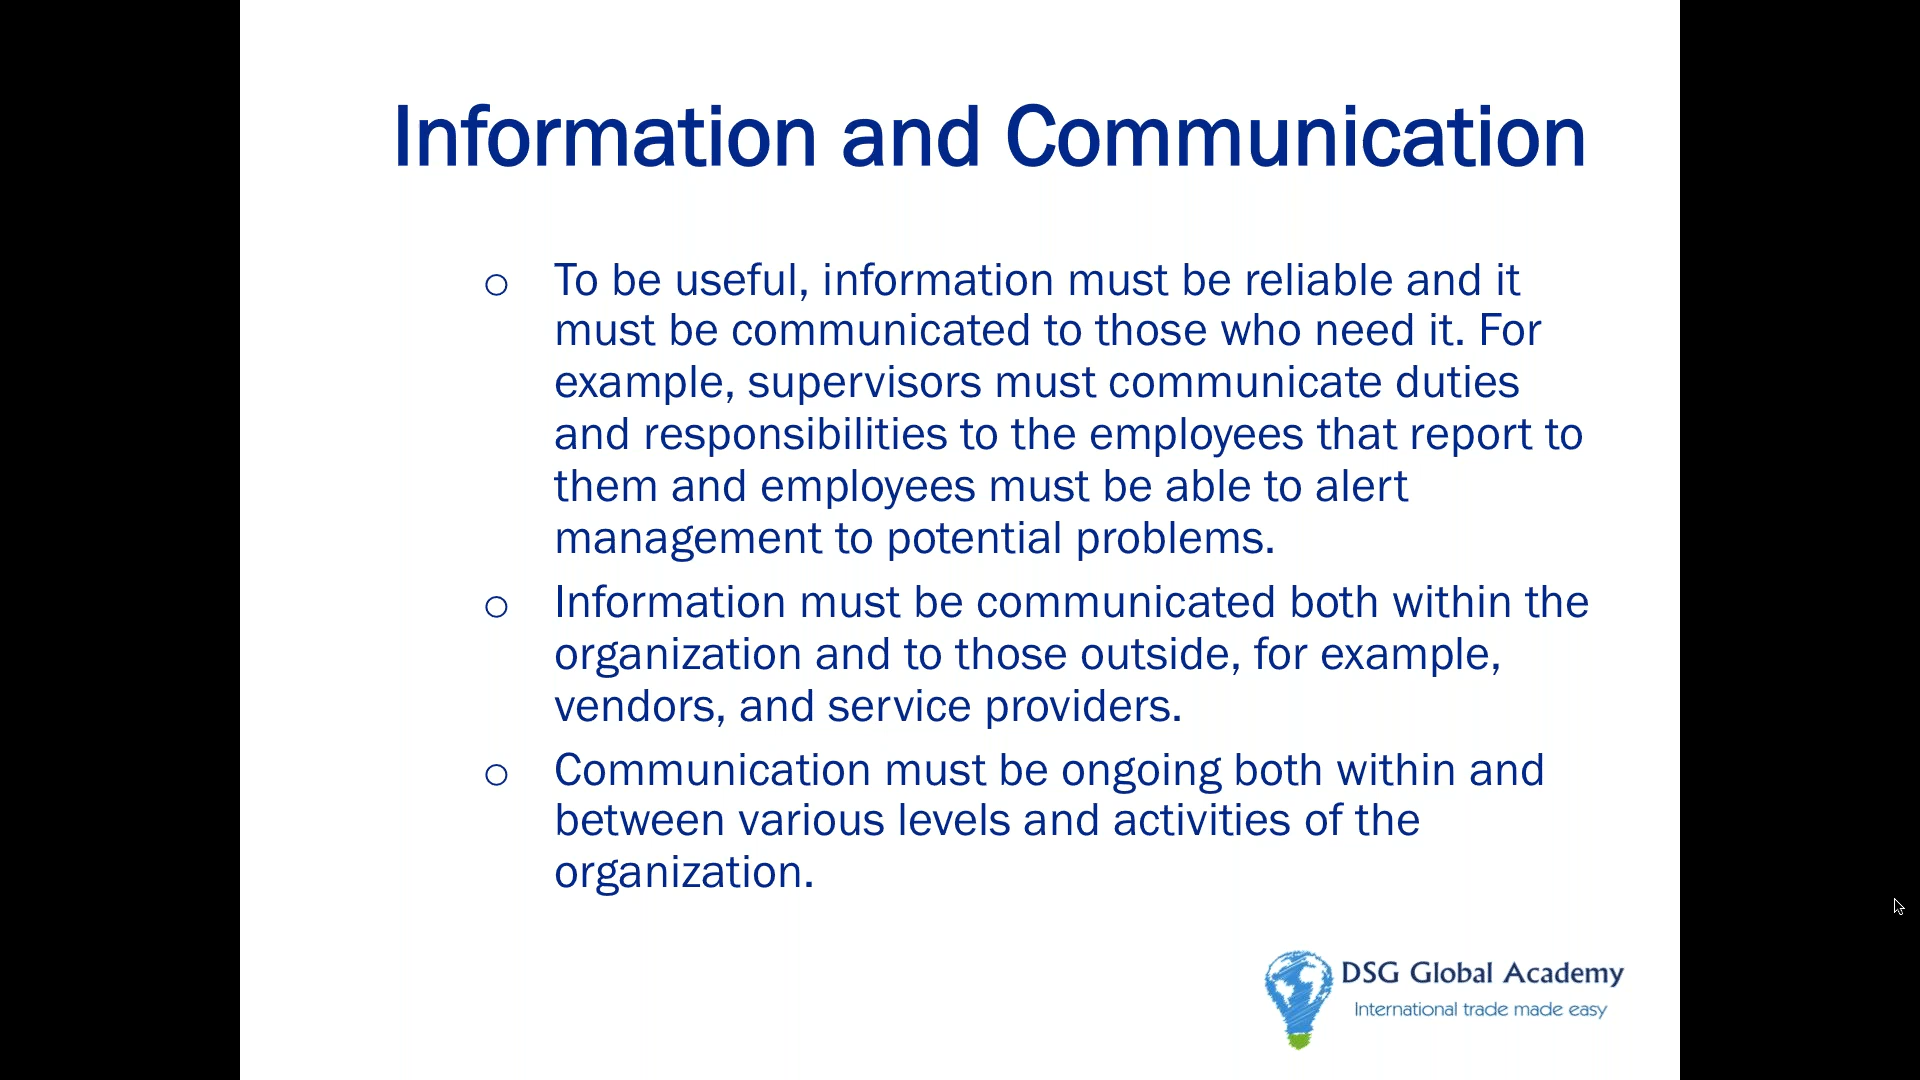 Information and Communication
o To be useful, information must be reliable and it
must be communicated to those who need it. For
example, supervisors must communicate duties
and responsibilities to the employees that report to
them and employees must be able to alert
management to potential problems.
o Information must be communicated both within the
organization and to those outside, for example,
vendors, and service providers.
o Communication must be ongoing both within and
between various levels and activities of the
organization.
DSG Global Academy
International trade made easy